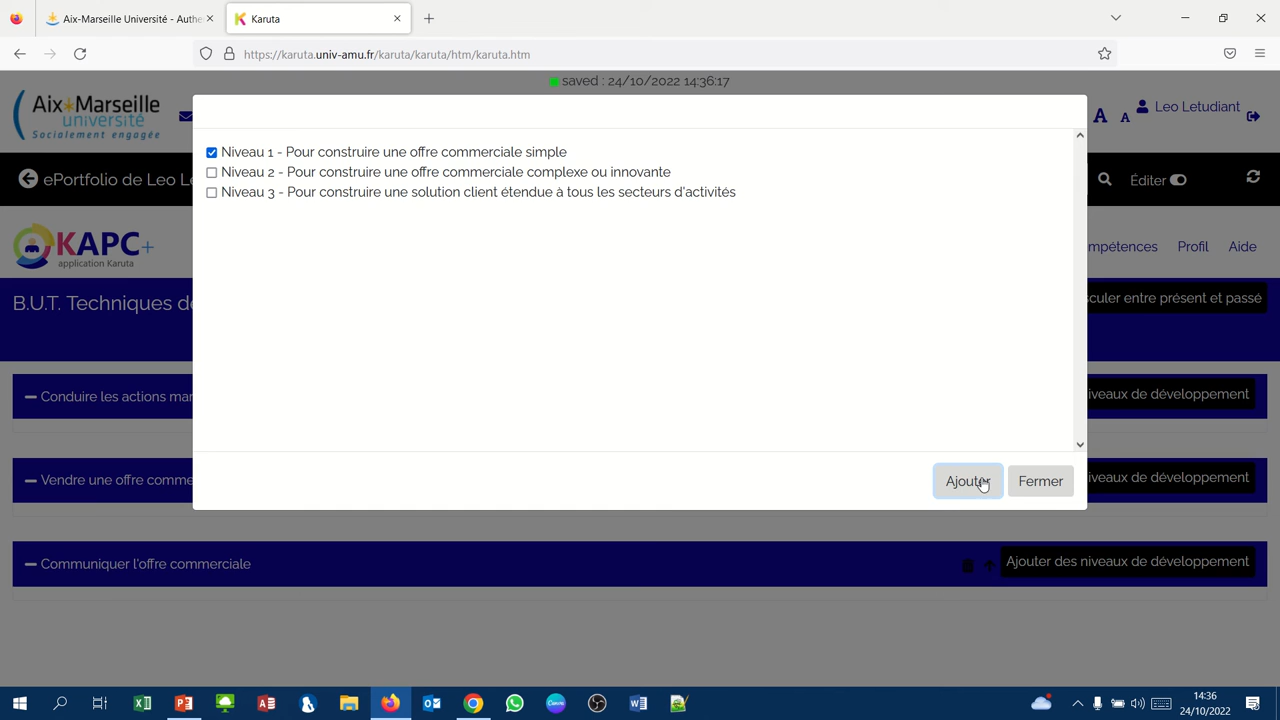 Aix-Marseille Université - Authe
Karuta
https://karuta.univ-amu.fr/karuta/karuta/htm/karuta.htm
saved : 24/10/2022 14:36:17
Aix*Marseille
université
Socialement engagée
A
A
Leo Letudiant
Niveau 1 - Pour construire une offre commerciale simple
Niveau 2 - Pour construire une offre commerciale complexe ou innovante
Niveau 3 - Pour construire une solution client étendue à tous les secteurs d'activités
ePortfolio de Leo Le
Éditer
KAPC+
application Karuta
mpétences
Profil
Aide
B.U.T. Techniques de
sculer entre présent et passé
Conduire les actions mar
iveaux de développement
Vendre une offre comme
iveaux de développement
Ajouter
Fermer
Communiquer l'offre commerciale
Ajouter des niveaux de développement
14:36
24/10/2022